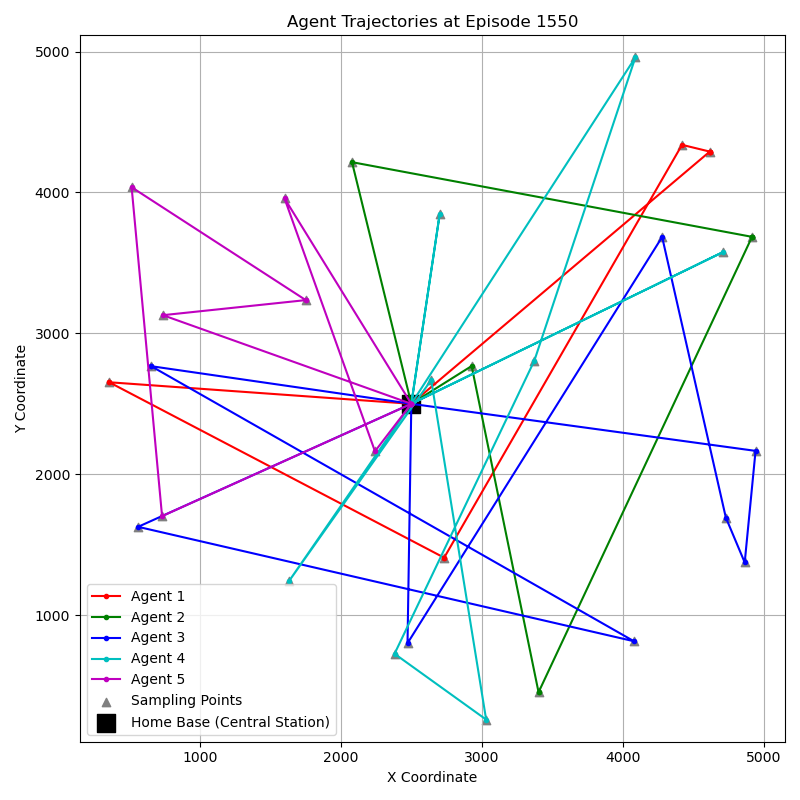 Agent Trajectories at Episode 1550
5000
4000
3000
2000
1000
Y Coordinate
Agent 1
Agent 2
Agent 3
Agent 4
Agent 5
Sampling Points
Home Base (Central Station)
1000 2000 3000 4000 5000
X Coordinate